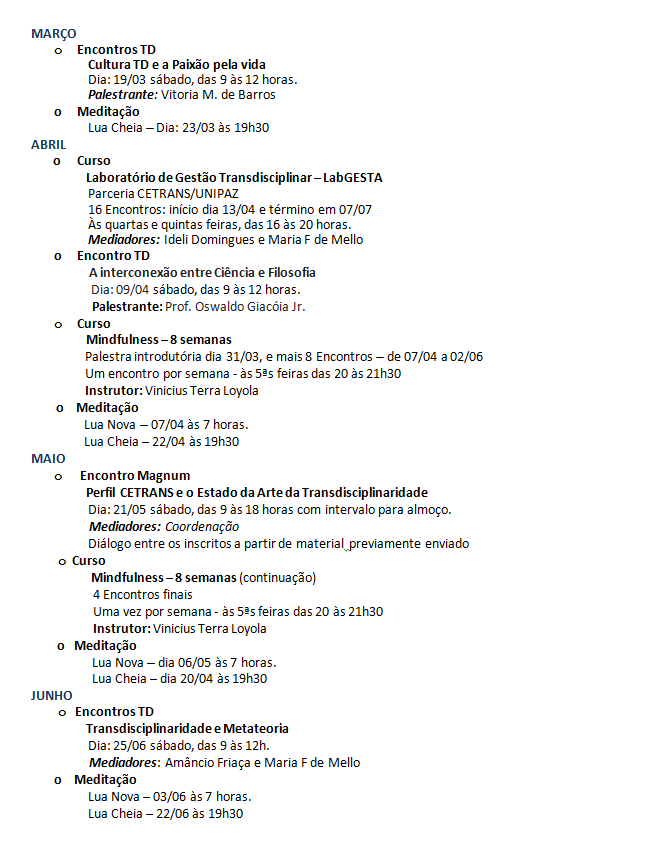 MARÇO
o Encontros TD
Cultura TD e a Paixão pela vida
Dia: 19/03 sábado, das 9 às 12 horas.
Palestrante: Vitoria M. de Barros
o Meditação
Lua Cheia – Dia: 23/03 às 19h30
ABRIL
o Curso
Laboratório de Gestão Transdisciplinar – LabGESTA
Parceria CETRANS/UNIPAZ
16 Encontros: início dia 13/04 e término em 07/07
Às quartas e quintas feiras, das 16 às 20 horas.
Mediadores: Ideli Domingues e Maria F de Mello
o Encontro TD
A interconexão entre Ciência e Filosofia
Dia: 09/04 sábado, das 9 às 12 horas.
Palestrante: Prof. Oswaldo Giacóia Jr.
o Curso
Mindfulness – 8 semanas
Palestra introdutória dia 31/03, e mais 8 Encontros – de 07/04 a 02/06
Um encontro por semana - às 5ªs feiras das 20 às 21h30
Instrutor: Vinicius Terra Loyola
o Meditação
Lua Nova – 07/04 às 7 horas.
Lua Cheia – 22/04 às 19h30
MAIO
o Encontro Magnum
Perfil CETRANS e o Estado da Arte da Transdisciplinaridade
Dia: 21/05 sábado, das 9 às 18 horas com intervalo para almoço.
Mediadores: Coordenação
Diálogo entre os inscritos a partir de material previamente enviado
o Curso
Mindfulness – 8 semanas (continuação)
4 Encontros finais
Uma vez por semana - às 5ªs feiras das 20 às 21h30
Instrutor: Vinicius Terra Loyola
o Meditação
Lua Nova – dia 06/05 às 7 horas.
Lua Cheia – dia 20/04 às 19h30
JUNHO
o Encontros TD
Transdisciplinaridade e Metateoria
Dia: 25/06 sábado, das 9 às 12h.
Mediadores: Amâncio Friaça e Maria F de Mello
o Meditação
Lua Nova – 03/06 às 7 horas.
Lua Cheia – 22/06 às 19h30